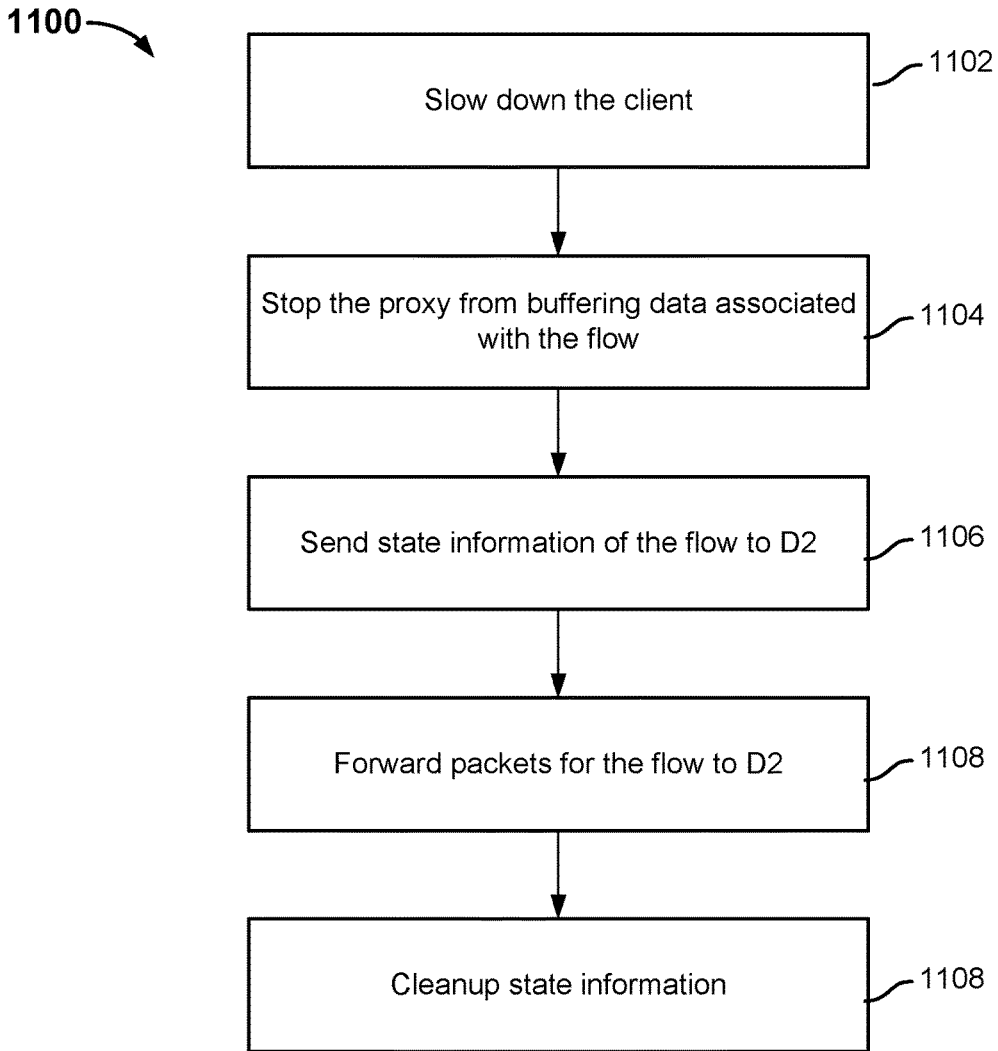 1100
Slow down the client
1102
Stop the proxy from buffering data associated
with the flow
1104
Send state information of the flow to D2
1106
Forward packets for the flow to D2
1108
Cleanup state information
1108